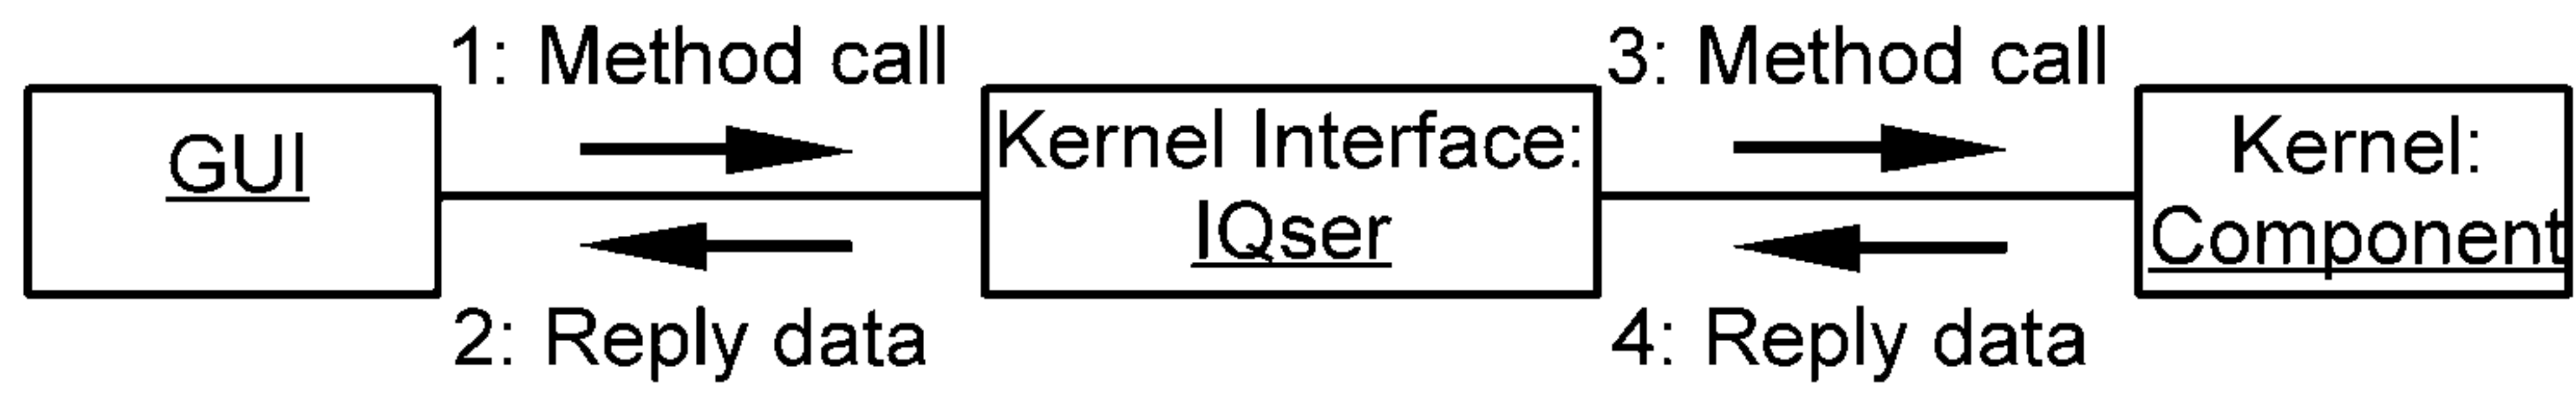 1: Method call
3: Method call
GUI
Kernel Interface:
IQser
Kernel:
Component
2: Reply data
4: Reply data